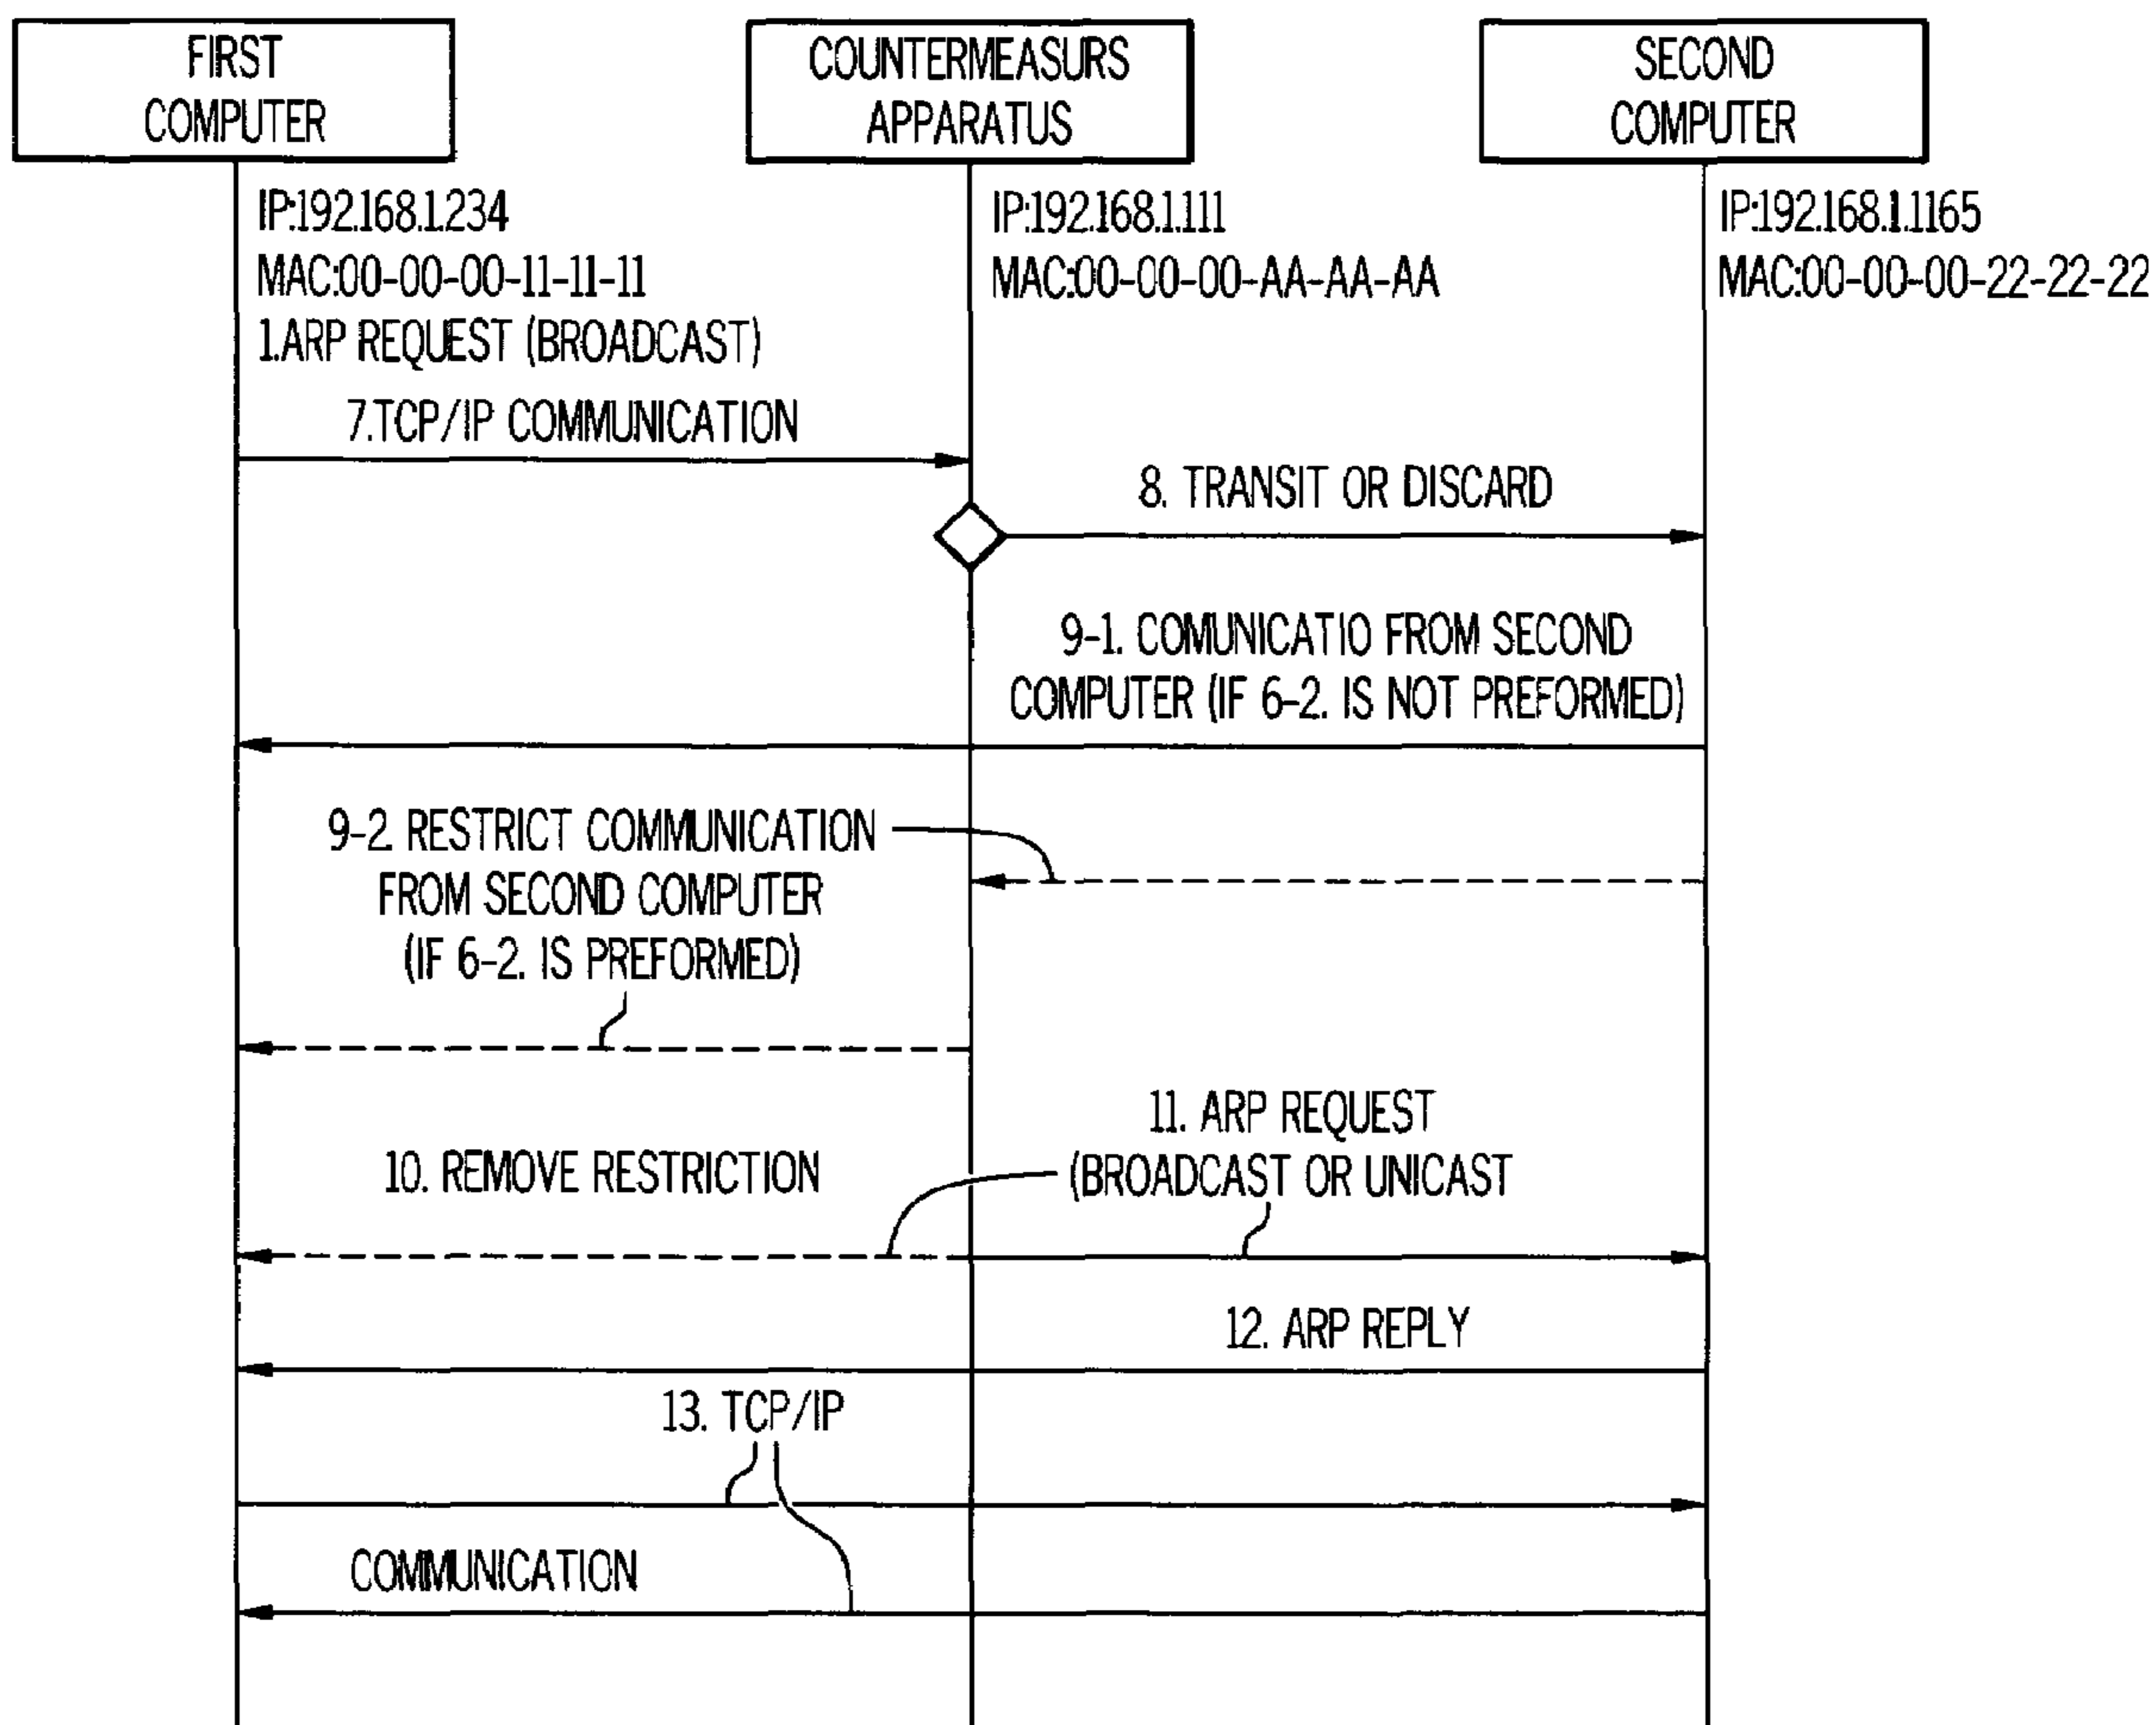 FIRST
COMPUTER
COUNTERMEASURS
APPARATUS
SECOND
COMPUTER
IP:192.168.1.234
MAC:00-00-00-11-11-11
IP:192.168.1.111
MAC:00-00-00-AA-AA-AA
IP:192.168.1.1165
MAC:00-00-00-22-22-22
1.ARP REQUEST (BROADCAST)
7.TCP/IP COMMUNICATION
8. TRANSIT OR DISCARD
9-1. COMUNICATIO FROM SECOND
COMPUTER (IF 6-2. IS NOT PREFORMED)
9-2. RESTRICT COMMUNICATION
FROM SECOND COMPUTER
(IF 6-2. IS PREFORMED)
10. REMOVE RESTRICTION
11. ARP REQUEST
(BROADCAST OR UNICAST
12. ARP REPLY
13. TCP/IP
COMMUNICATION